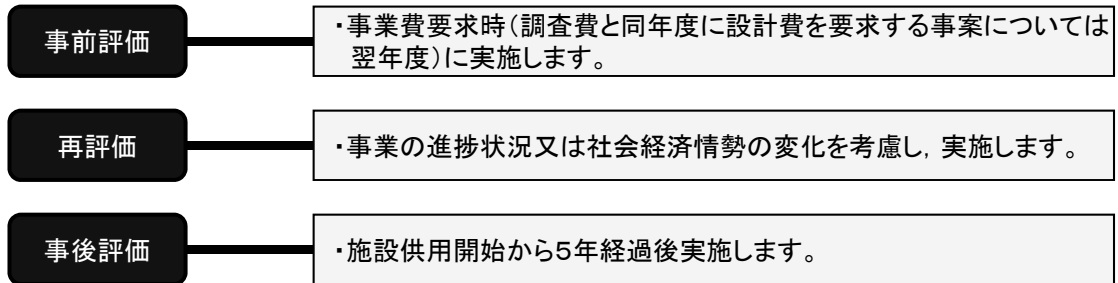 事前評価
・事業費要求時(調査費と同年度に設計費を要求する事案については
翌年度)に実施します。
再評価
・事業の進捗状況又は社会経済情勢の変化を考慮し,実施します。
事後評価
・施設供用開始から5年経過後実施します。